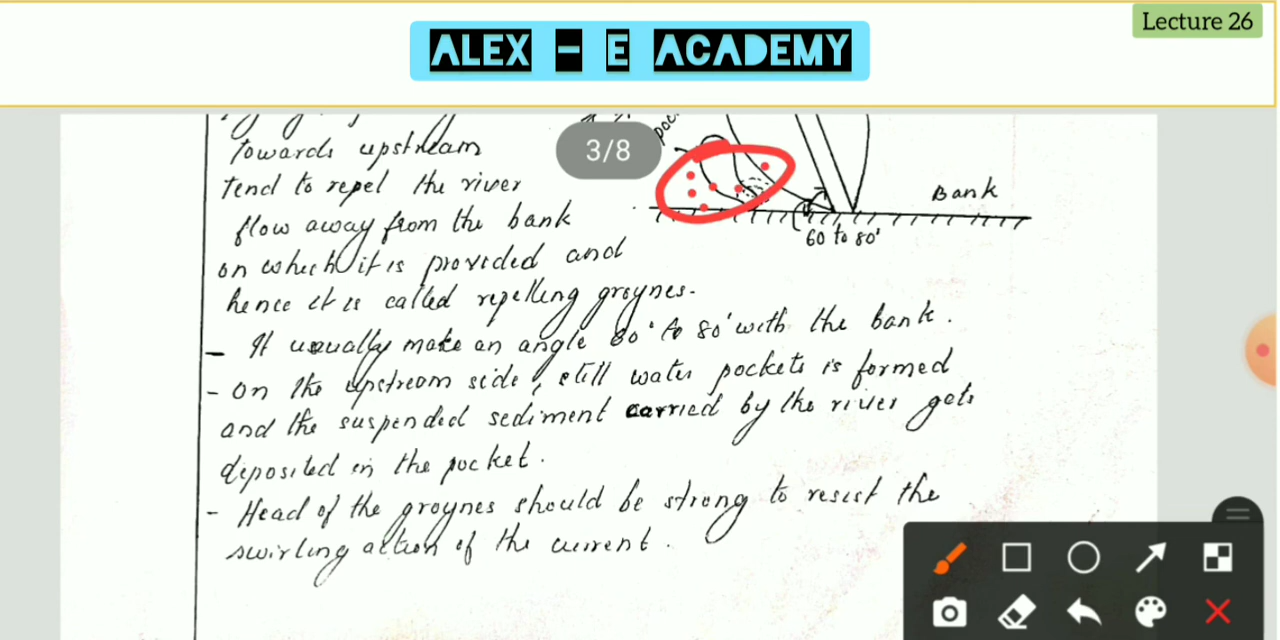 Lecture 26
ALEX - E ACADEMY
3/8
towards upstream
tend to repel the river
flow away from the bank
on which it is provided and
hence it is called repelling groynes.
Bank
60 to 80°
- It usually make an angle 60° to 80° with the bank.
- On the upstream side, still water pockets is formed
and the suspended sediment carried by the river gets
deposited in the pocket.
- Head of the groynes should be strong to resist the
swirling action of the current.